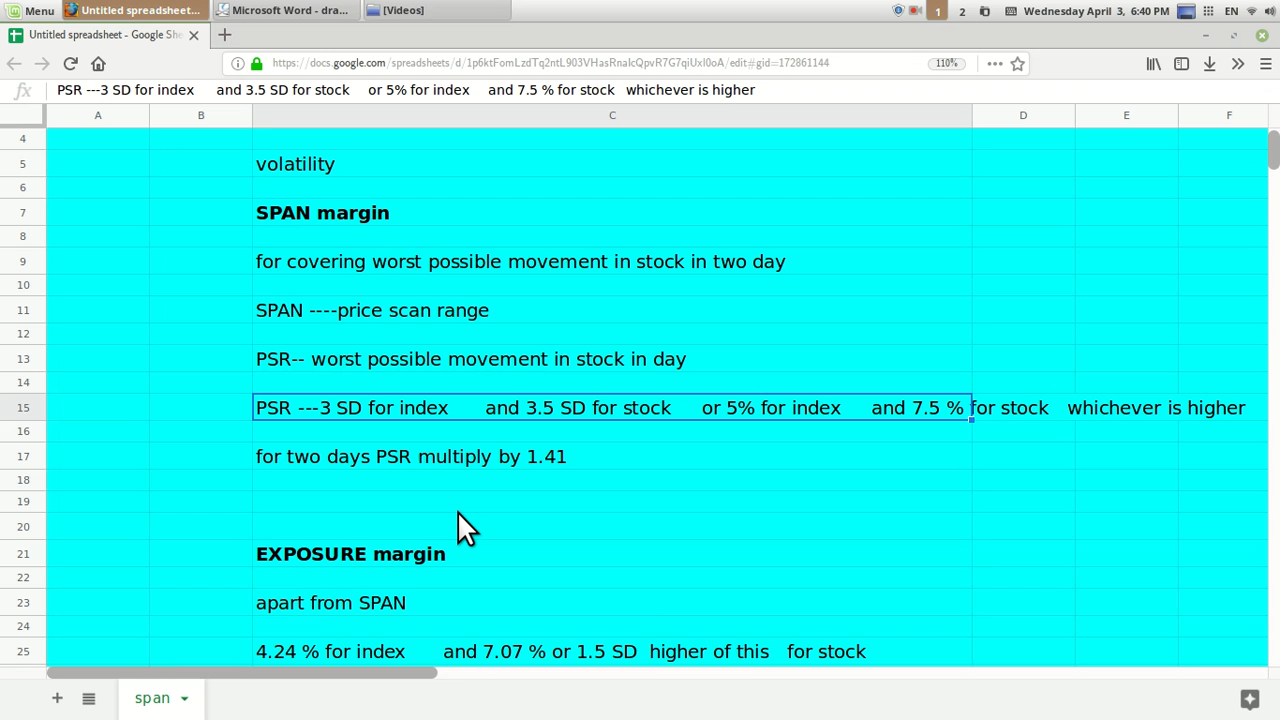 Menu
Untitled spreadsheet...
Microsoft Word - dra...
[Videos]
1
2
Wednesday April 3, 6:40 PM
EN
Untitled spreadsheet - Google She
https://docs.google.com/spreadsheets/d/1p6ktFomLzdTq2ntL903VHasRnaIcQpvR7G7qiUxI0oA/edit#gid=172861144
110%
fx
PSR ---3 SD for index and 3.5 SD for stock or 5% for index and 7.5 % for stock whichever is higher
A B C D E F
4
5 volatility
6
7 SPAN margin
8
9 for covering worst possible movement in stock in two day
10
11 SPAN ----price scan range
12
13 PSR-- worst possible movement in stock in day
14
15 PSR ---3 SD for index and 3.5 SD for stock or 5% for index and 7.5 % for stock whichever is higher
16
17 for two days PSR multiply by 1.41
18
19
20
21 EXPOSURE margin
22
23 apart from SPAN
24
25 4.24 % for index and 7.07 % or 1.5 SD higher of this for stock
span